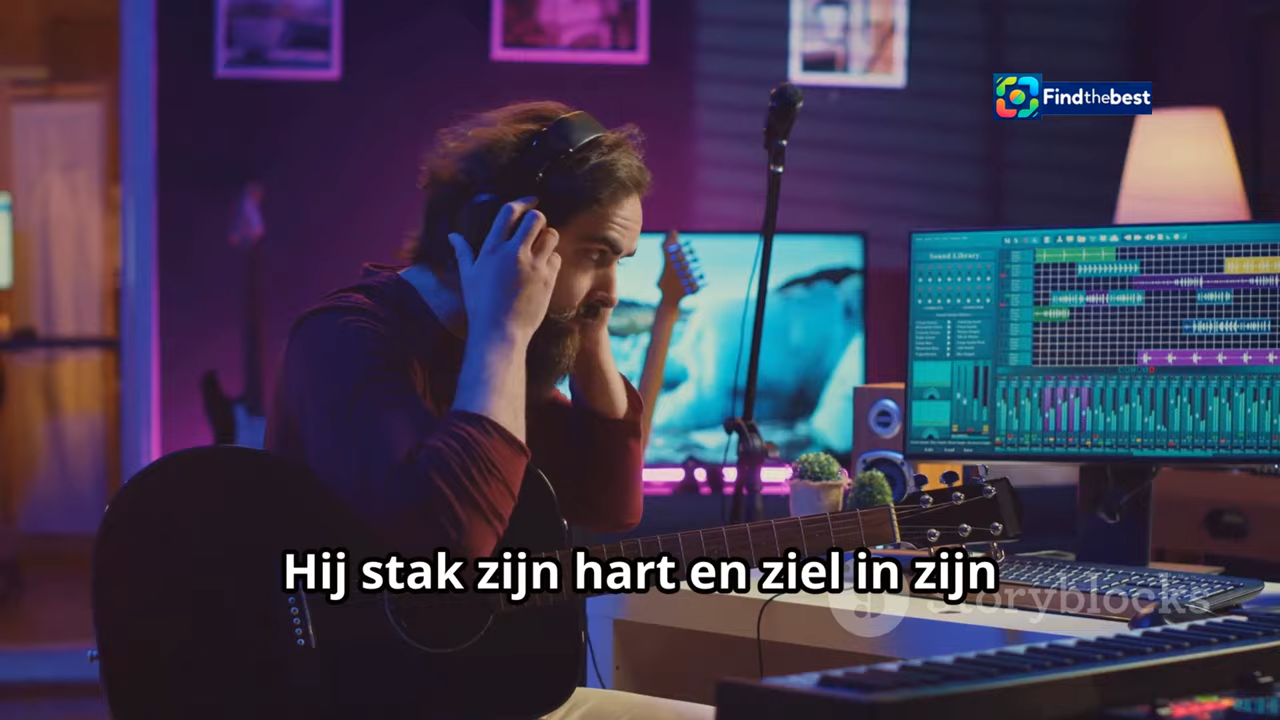 Findthebest
Sound Library
Hij stak zijn hart en ziel in zijn
Storyblocks